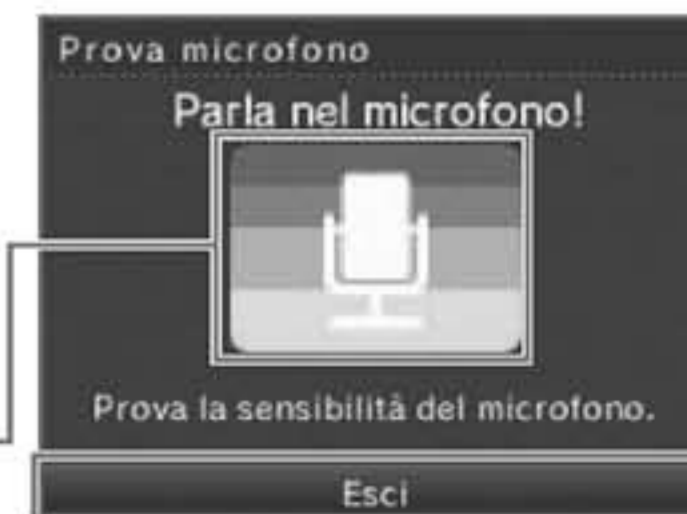 Prova microfono
Parla nel microfono!
Prova la sensibilità del microfono.
Esci